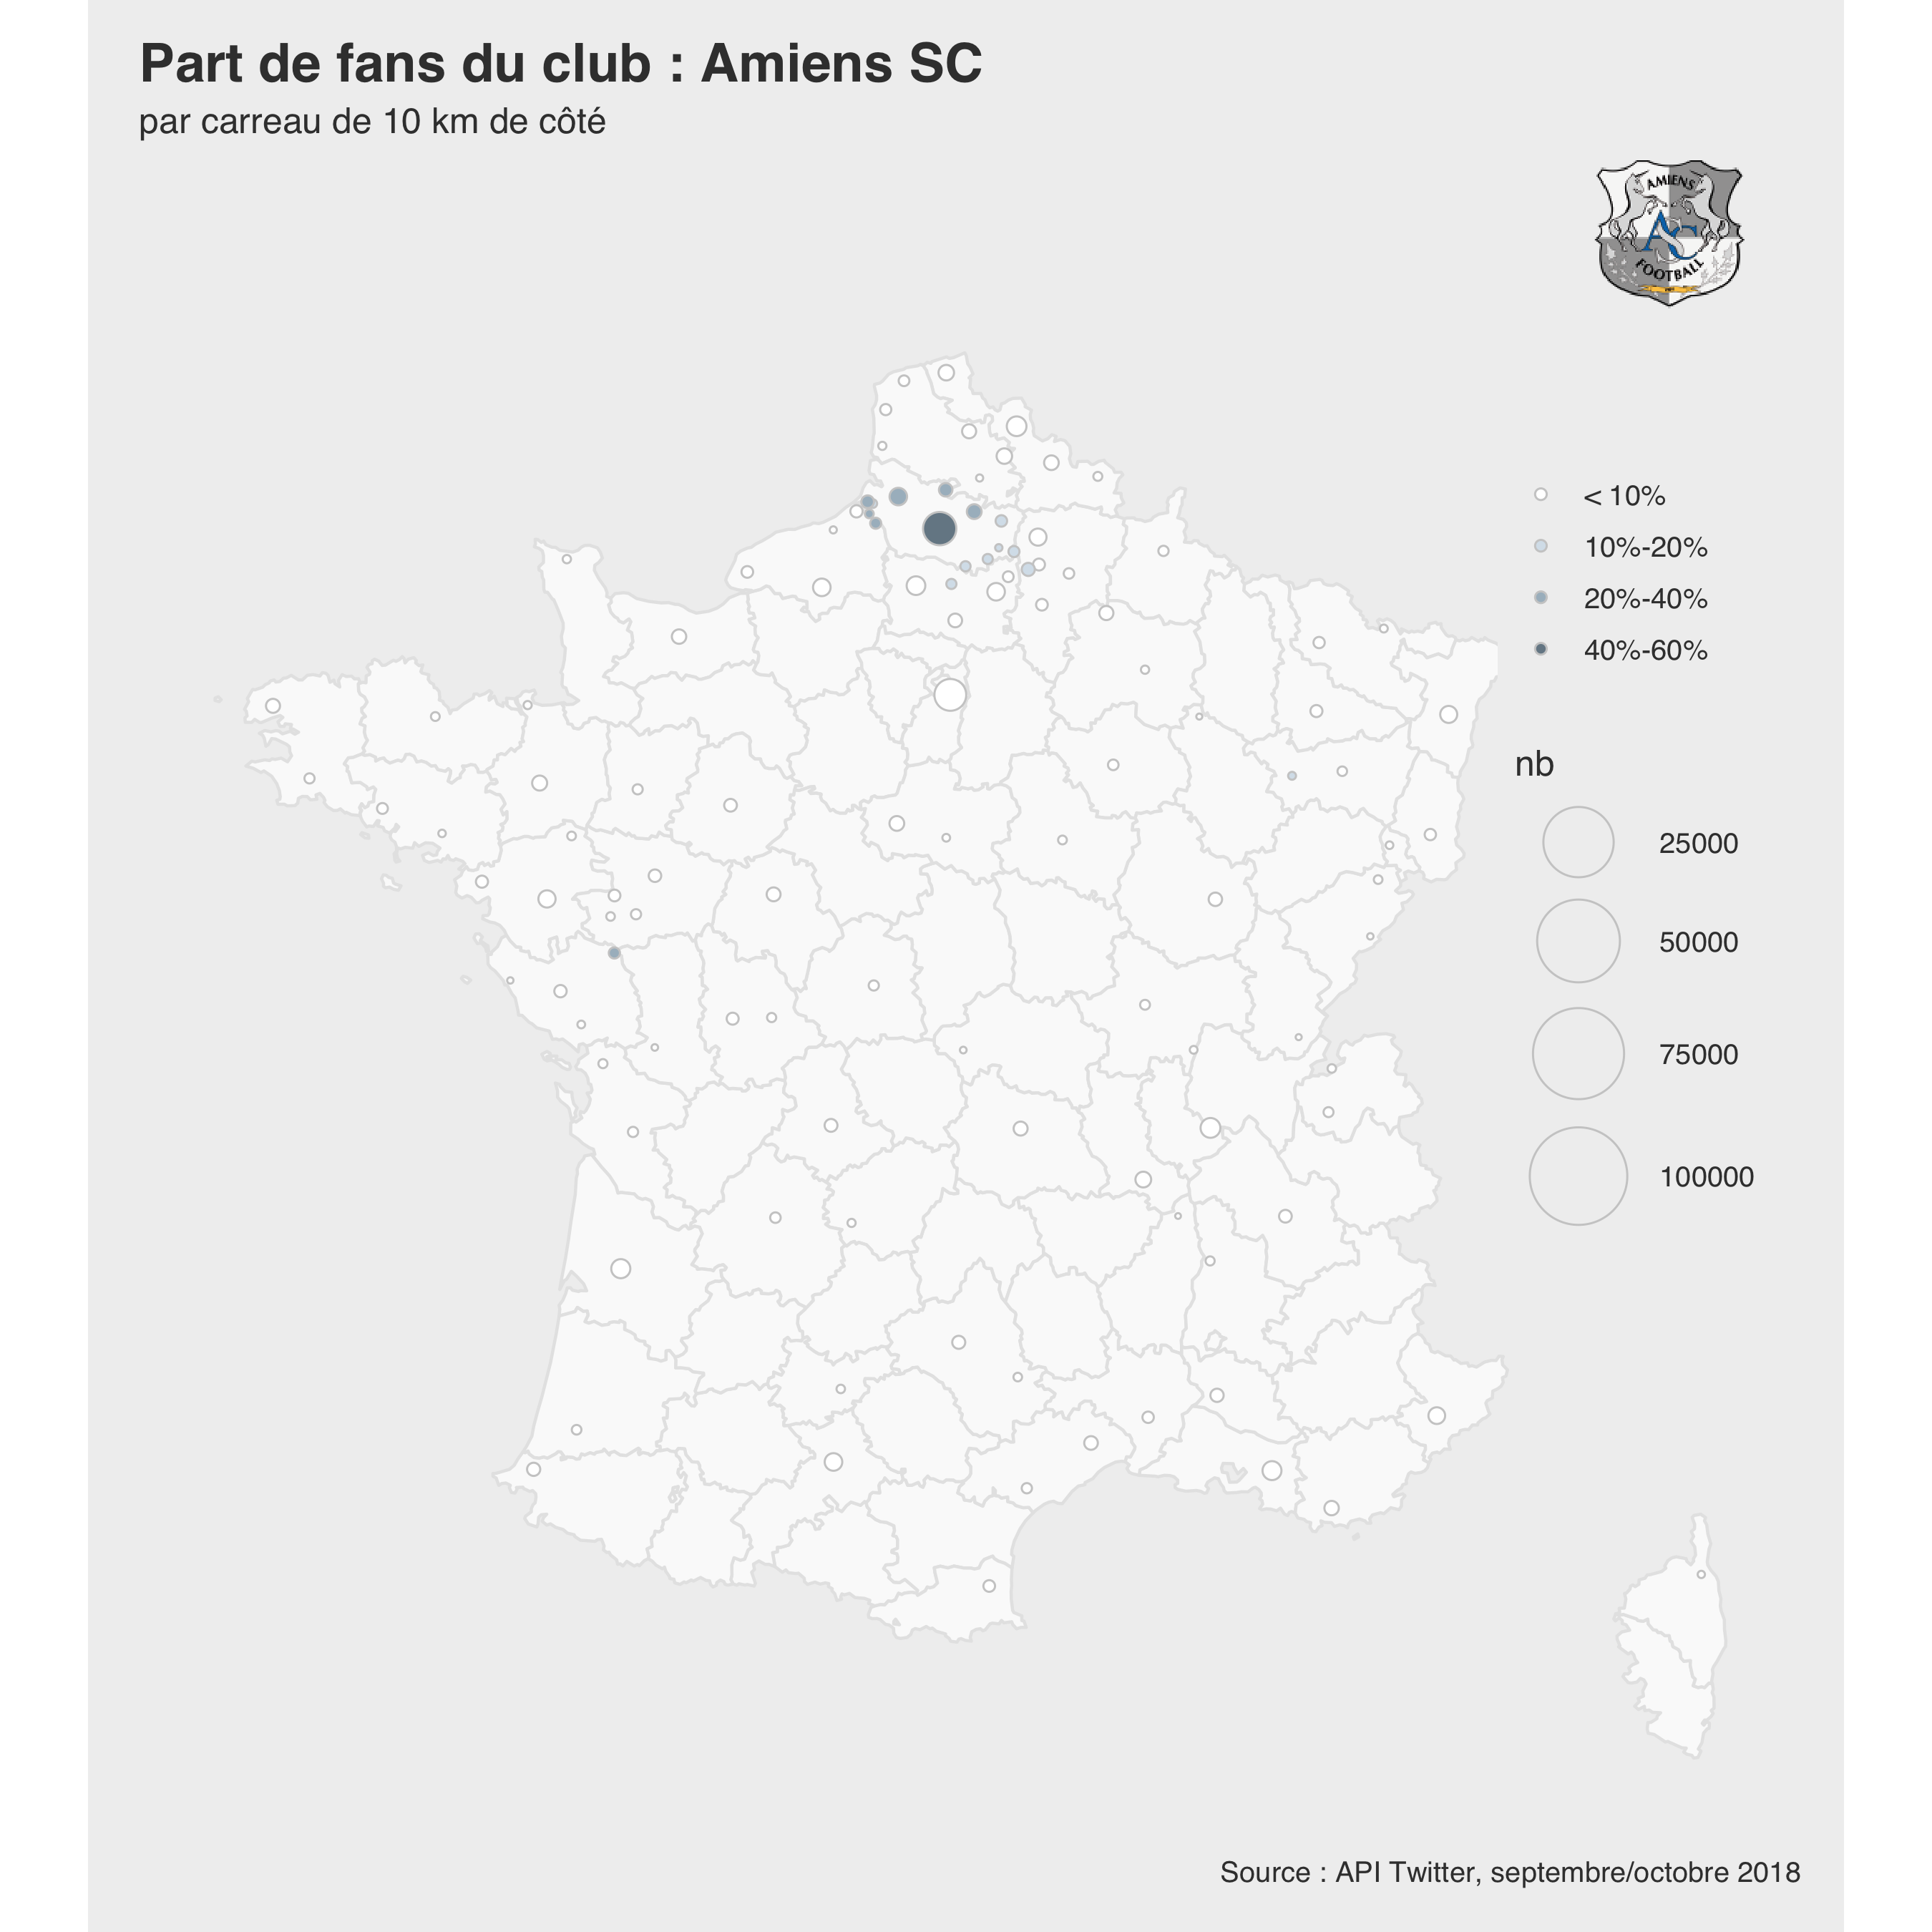 Part de fans du club : Amiens SC
par carreau de 10 km de côté
AMIENS
ASC
FOOTBALL
< 10%
10%-20%
20%-40%
40%-60%
nb
25000
50000
75000
100000
Source : API Twitter, septembre/octobre 2018